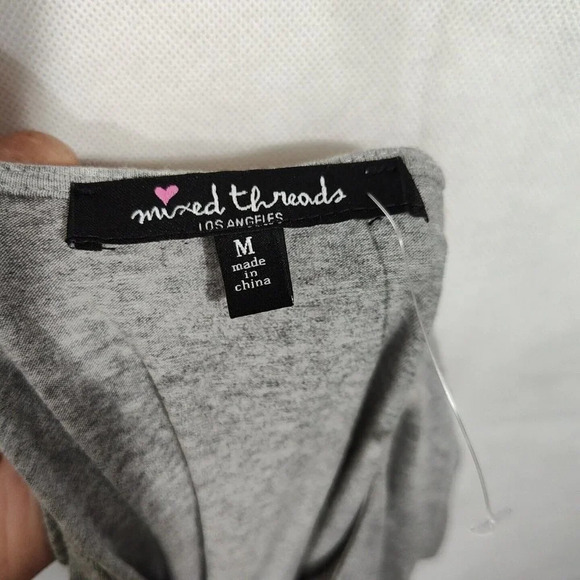 mixed threads
LOS ANGELES
M
made
in
china